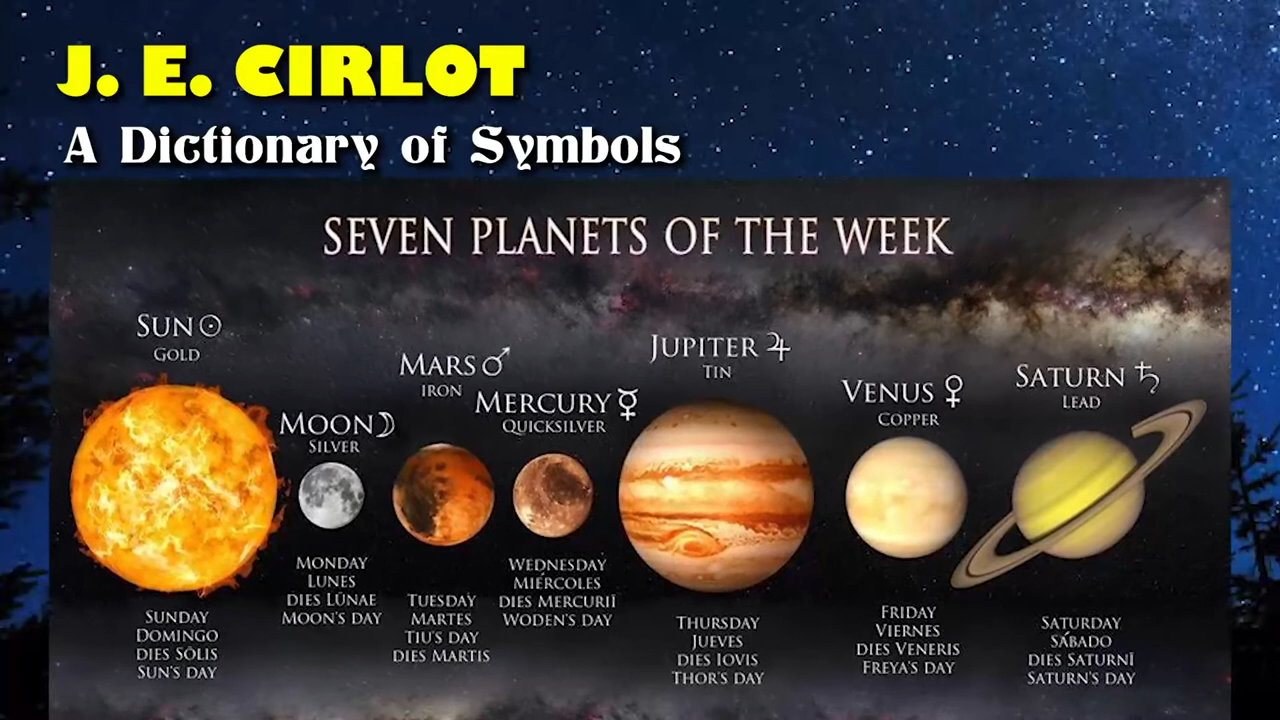 J. E. CIRLOT
A Dictionary of Symbols
SEVEN PLANETS OF THE WEEK
SUN ☉
GOLD
SUNDAY
DOMINGO
DIES SŌLIS
SUN'S DAY
MOON ☽
SILVER
MONDAY
LUNES
DIES LŪNAE
MOON'S DAY
MARS ♂
IRON
TUESDAY
MARTES
TIU'S DAY
DIES MARTIS
MERCURY ☿
QUICKSILVER
WEDNESDAY
MIÉRCOLES
DIES MERCURIĪ
WODEN'S DAY
JUPITER ♃
TIN
THURSDAY
JUEVES
DIES IOVIS
THOR'S DAY
VENUS ♀
COPPER
FRIDAY
VIERNES
DIES VENERIS
FREYA'S DAY
SATURN ♄
LEAD
SATURDAY
SÁBADO
DIES SATURNĪ
SATURN'S DAY